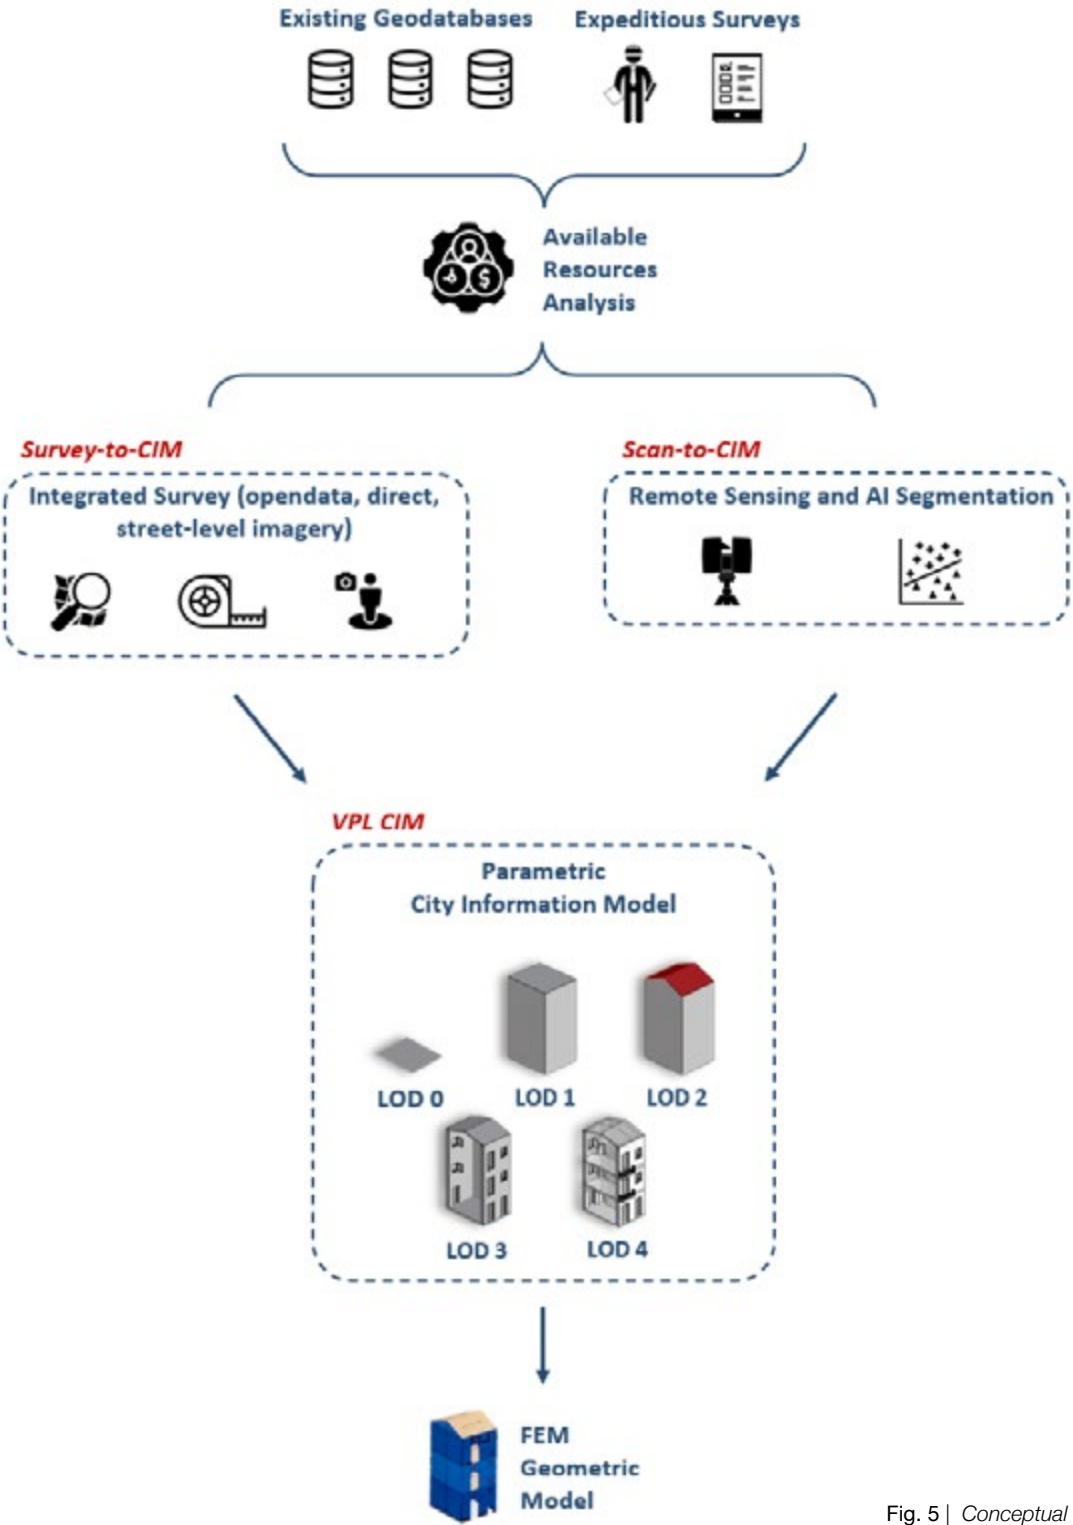 Existing Geodatabases
Expeditious Surveys
Available
Resources
Analysis
Survey-to-CIM
Integrated Survey (opendata, direct,
street-level imagery)
Scan-to-CIM
Remote Sensing and AI Segmentation
VPL CIM
Parametric
City Information Model
LOD 0
LOD 1
LOD 2
LOD 3
LOD 4
FEM
Geometric
Model
Fig. 5 | Conceptual